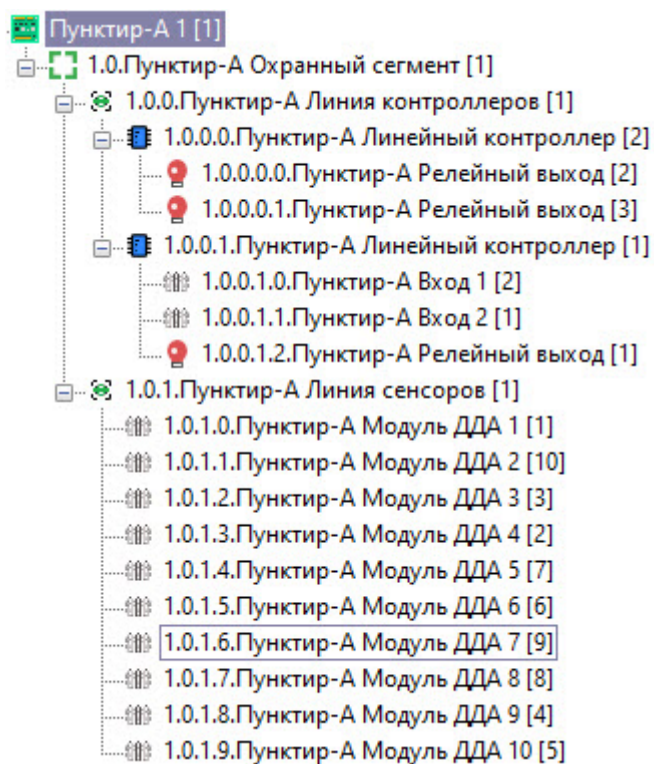 Пунктир-А 1 [1]
1.0.Пунктир-А Охранный сегмент [1]
1.0.0.Пунктир-А Линия контроллеров [1]
1.0.0.0.Пунктир-А Линейный контроллер [2]
1.0.0.0.0.Пунктир-А Релейный выход [2]
1.0.0.0.1.Пунктир-А Релейный выход [3]
1.0.0.1.Пунктир-А Линейный контроллер [1]
1.0.0.1.0.Пунктир-А Вход 1 [2]
1.0.0.1.1.Пунктир-А Вход 2 [1]
1.0.0.1.2.Пунктир-А Релейный выход [1]
1.0.1.Пунктир-А Линия сенсоров [1]
1.0.1.0.Пунктир-А Модуль ДДА 1 [1]
1.0.1.1.Пунктир-А Модуль ДДА 2 [10]
1.0.1.2.Пунктир-А Модуль ДДА 3 [3]
1.0.1.3.Пунктир-А Модуль ДДА 4 [2]
1.0.1.4.Пунктир-А Модуль ДДА 5 [7]
1.0.1.5.Пунктир-А Модуль ДДА 6 [6]
1.0.1.6.Пунктир-А Модуль ДДА 7 [9]
1.0.1.7.Пунктир-А Модуль ДДА 8 [8]
1.0.1.8.Пунктир-А Модуль ДДА 9 [4]
1.0.1.9.Пунктир-А Модуль ДДА 10 [5]